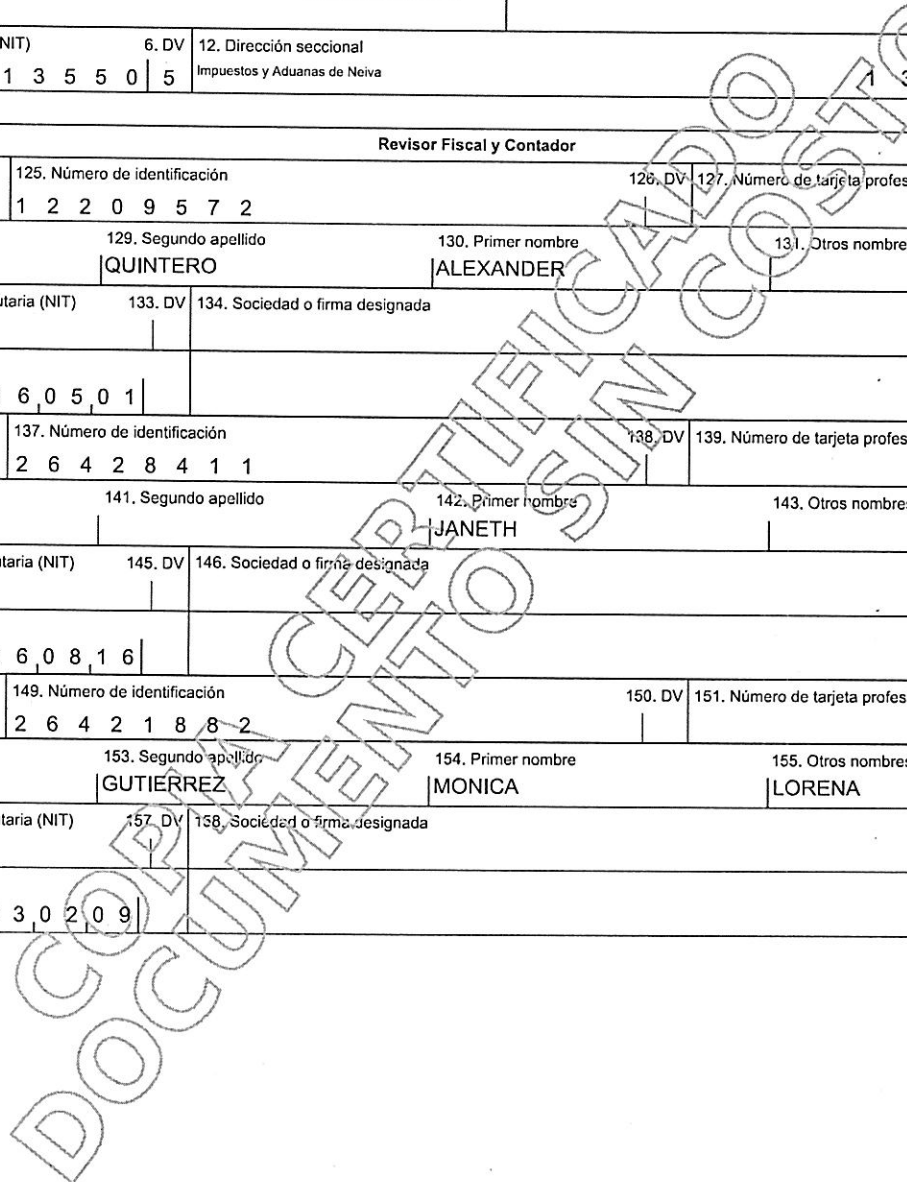 NIT) 6. DV 12. Dirección seccional
1 3 5 5 0 5 Impuestos y Aduanas de Neiva 1 3
Revisor Fiscal y Contador
125. Número de identificación 126. DV 127. Número de tarjeta profes
1 2 2 0 9 5 7 2
129. Segundo apellido 130. Primer nombre 131. Otros nombre
QUINTERO ALEXANDER
utaria (NIT) 133. DV 134. Sociedad o firma designada
6 0 5 0 1
137. Número de identificación 138. DV 139. Número de tarjeta profes
2 6 4 2 8 4 1 1
141. Segundo apellido 142. Primer nombre 143. Otros nombres
JANETH
utaria (NIT) 145. DV 146. Sociedad o firma designada
6 0 8 1 6
149. Número de identificación 150. DV 151. Número de tarjeta profes
2 6 4 2 1 8 8 2
153. Segundo apellido 154. Primer nombre 155. Otros nombres
GUTIERREZ MONICA LORENA
utaria (NIT) 157. DV 158. Sociedad o firma designada
3 0 2 0 9
COPIA CERTIFICADO
DOCUMENTO SIN COSTO